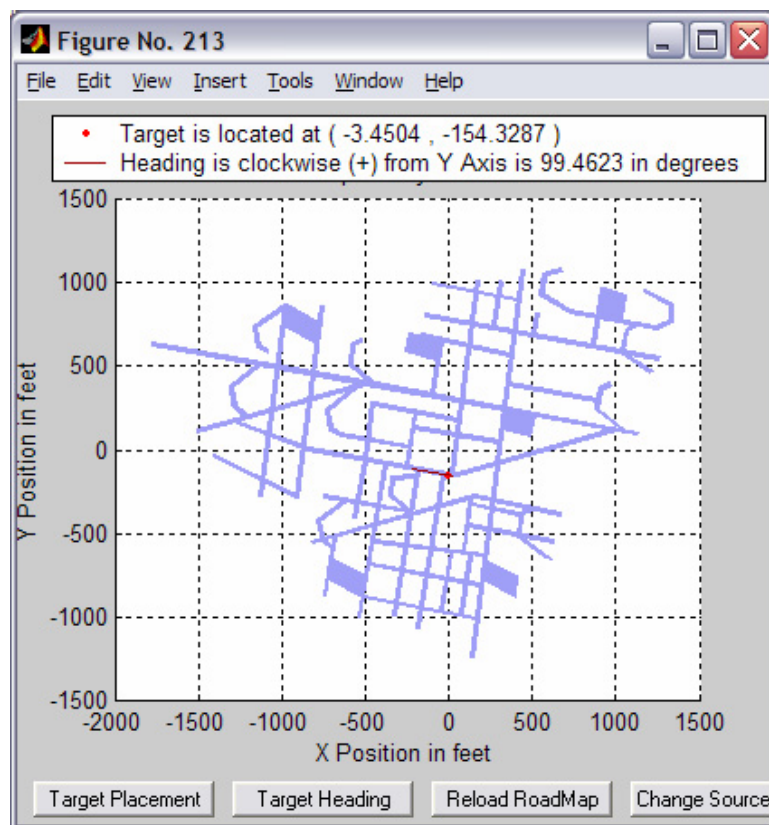 Figure No. 213
File Edit View Insert Tools Window Help
Target is located at ( -3.4504 , -154.3287 )
Heading is clockwise (+) from Y Axis is 99.4623 in degrees
1500
1000
500
0
-500
-1000
-1500
Y Position in feet
-2000 -1500 -1000 -500 0 500 1000 1500
X Position in feet
Target Placement Target Heading Reload RoadMap Change Source